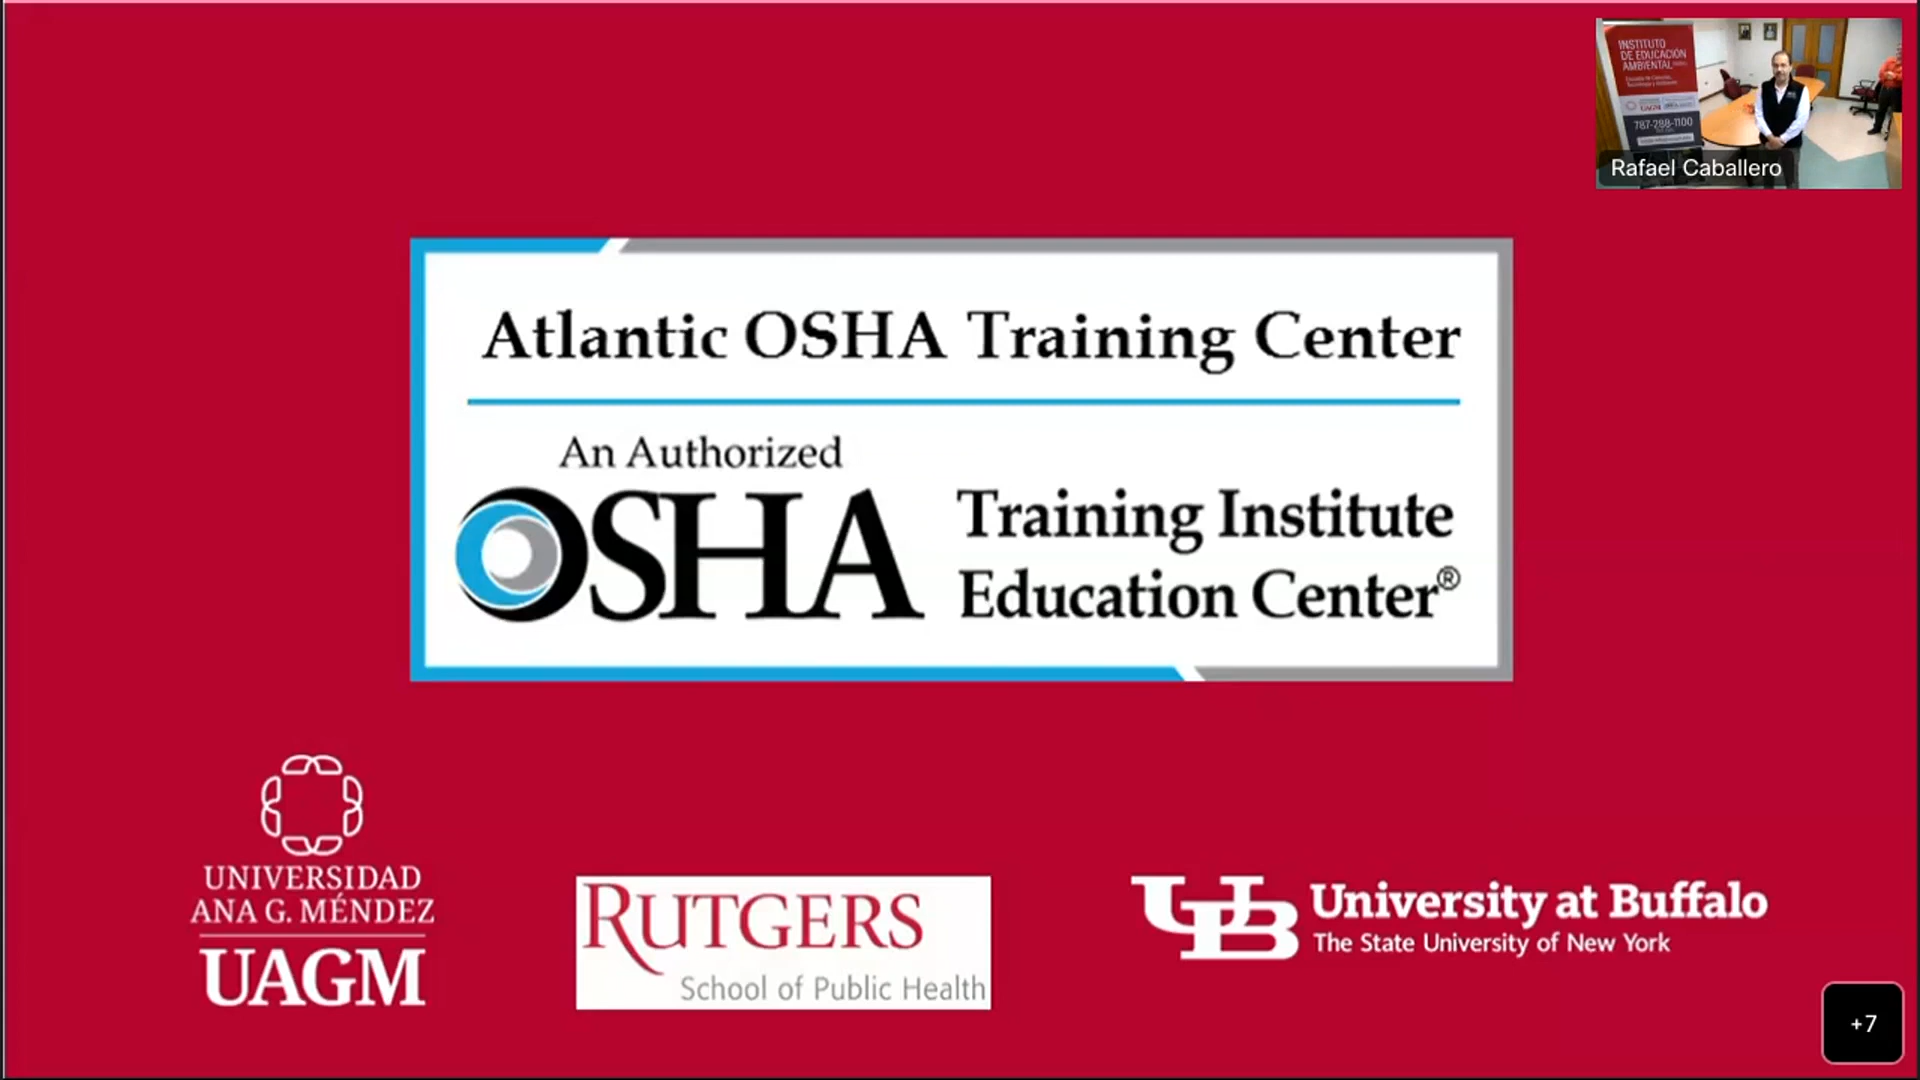 INSTITUTO
DE EDUCACIÓN
AMBIENTAL
787-288-1100
Rafael Caballero
Atlantic OSHA Training Center
An Authorized
OSHA
Training Institute
Education Center®
UNIVERSIDAD
ANA G. MÉNDEZ
UAGM
RUTGERS
School of Public Health
UB
University at Buffalo
The State University of New York
+7